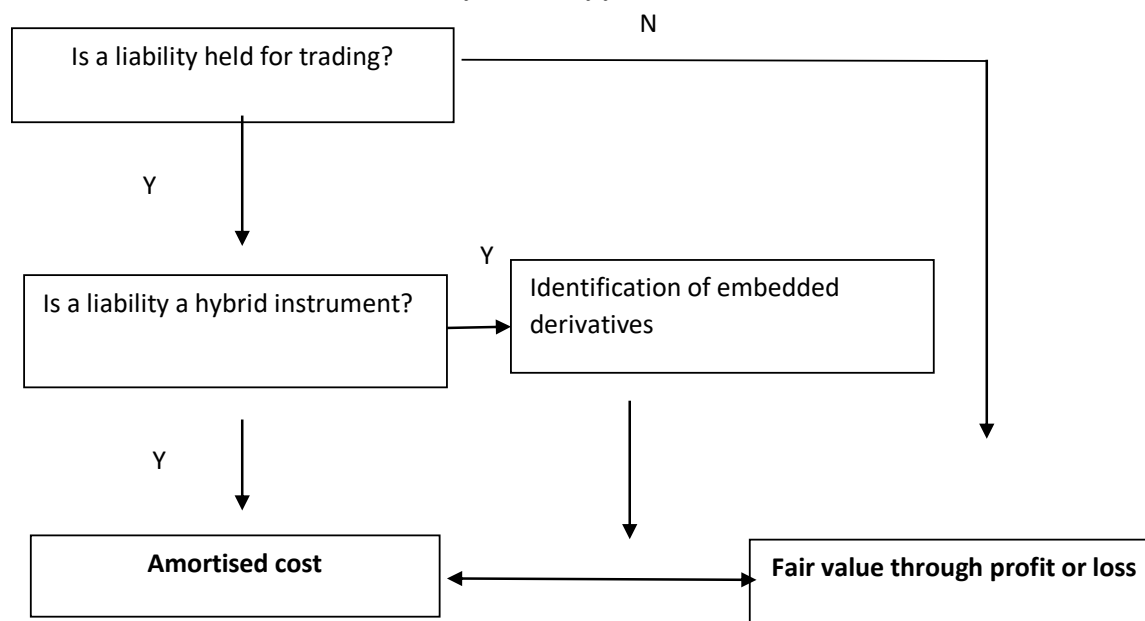 N
Is a liability held for trading?
Y
Y
Is a liability a hybrid instrument?
Identification of embedded
derivatives
Y
Amortised cost
Fair value through profit or loss